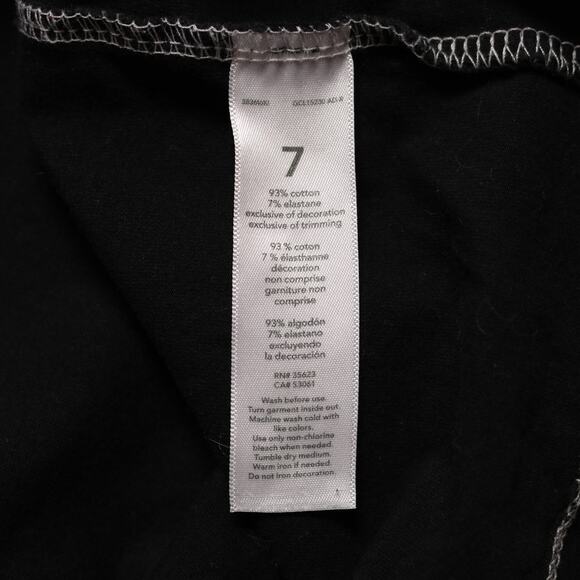 GCL15230 AD-R
7
93% cotton
7% elastane
exclusive of decoration
exclusive of trimming
93 % coton
7 % élasthanne
décoration
non comprise
garniture non
comprise
93% algodón
7% elastano
excluyendo
la decoración
RN# 35623
CA# 53061
Wash before use.
Turn garment inside out.
Machine wash cold with
like colors.
Use only non-chlorine
bleach when needed.
Tumble dry medium.
Warm iron if needed.
Do not iron decoration.
1